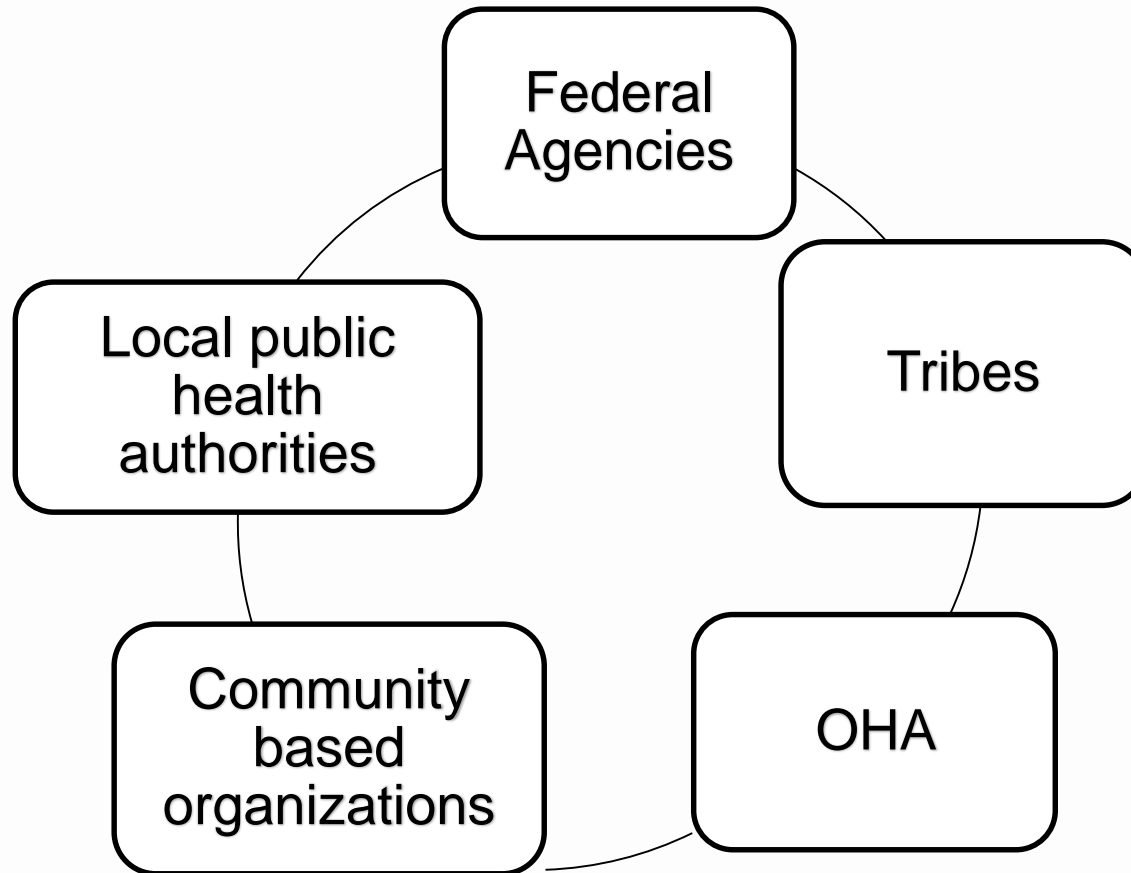 Federal
Agencies
Tribes
OHA
Community
based
organizations
Local public
health
authorities